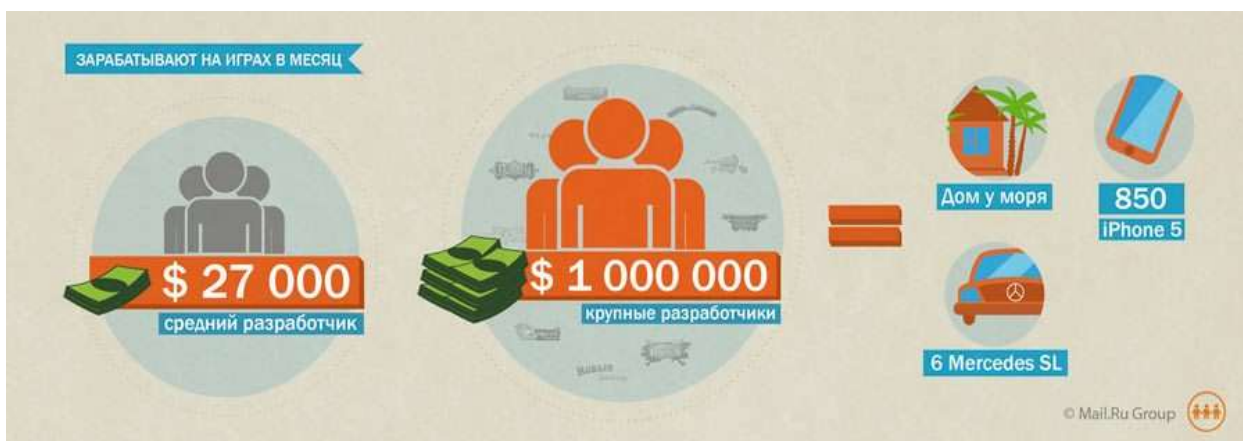 ЗАРАБАТЫВАЮТ НА ИГРАХ В МЕСЯЦ
$ 27 000
средний разработчик
$ 1 000 000
крупные разработчики
Дом у моря
850
iPhone 5
6 Mercedes SL
© Mail.Ru Group